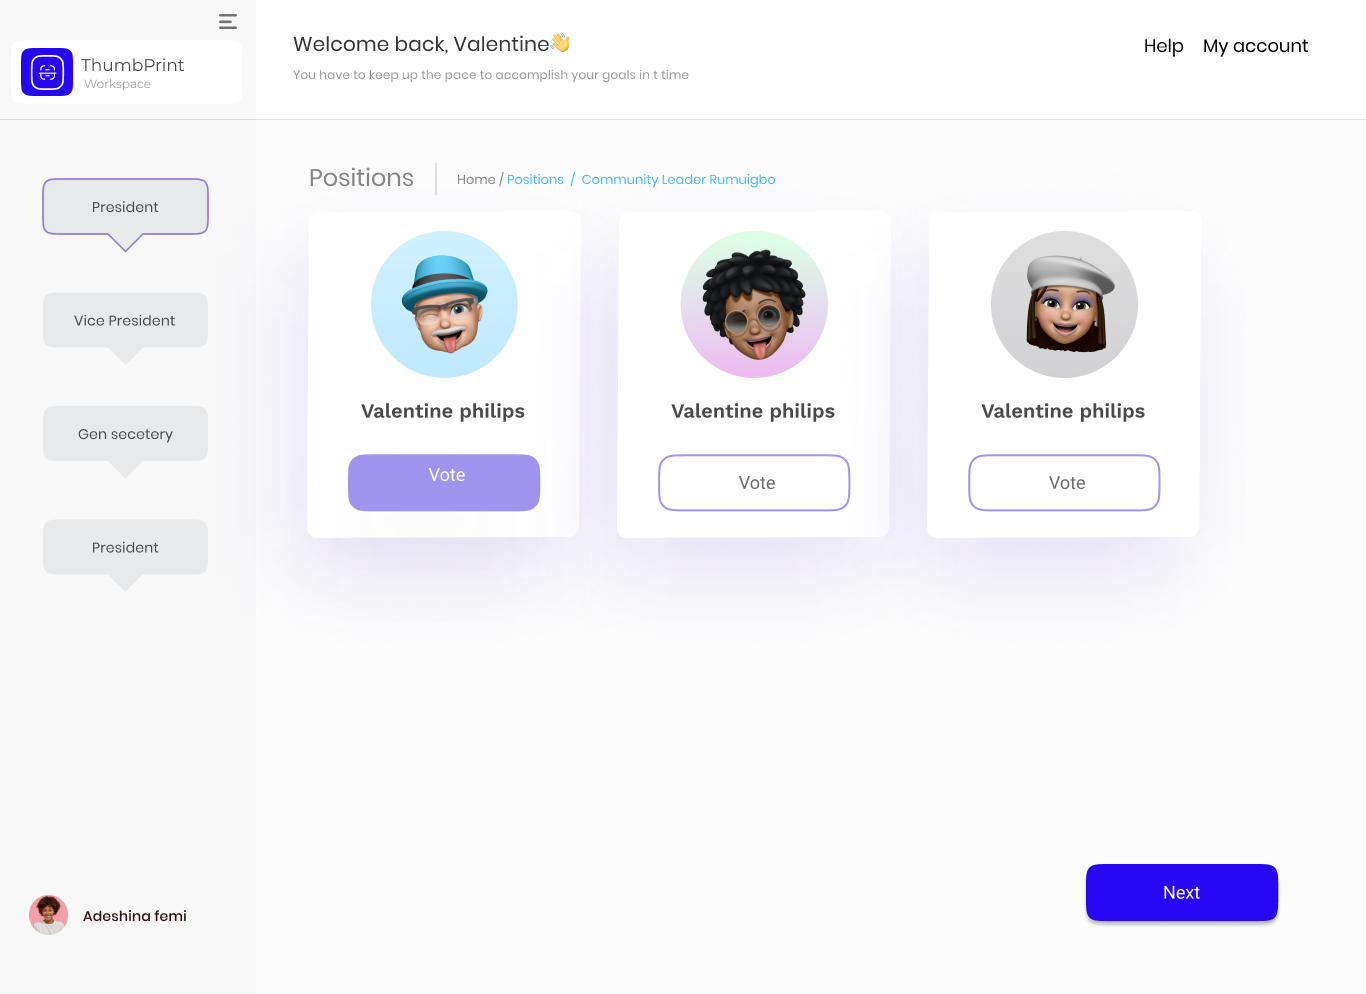 ThumbPrint
Workspace
Welcome back, Valentine👋
You have to keep up the pace to accomplish your goals in t time
Help My account
President
Vice President
Gen secetery
President
Adeshina femi
Positions
Home / Positions / Community Leader Rumuigbo
Valentine philips
Vote
Valentine philips
Vote
Valentine philips
Vote
Next